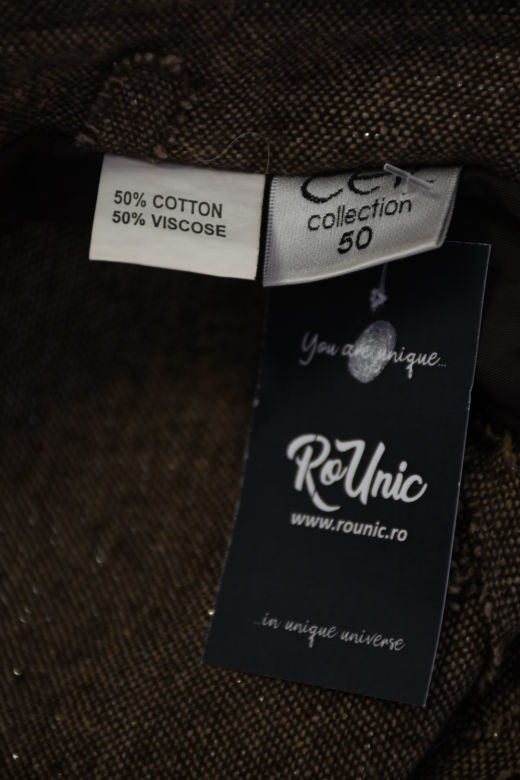 50% COTTON
50% VISCOSE
collection
50
You are unique...
RoUnic
www.rounic.ro
...in unique universe